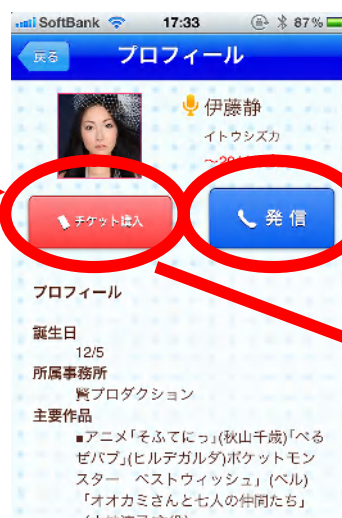 SoftBank 17:33 87%
戻る プロフィール
伊藤静
イトウシズカ
チケット購入
発信
プロフィール
誕生日
12/5
所属事務所
賢プロダクション
主要作品
■アニメ「そふてにっ」(秋山千歳)「べる
ぜバブ」(ヒルデガルダ)ポケットモン
スター ベストウィッシュ」(ベル)
「オオカミさんと七人の仲間たち」